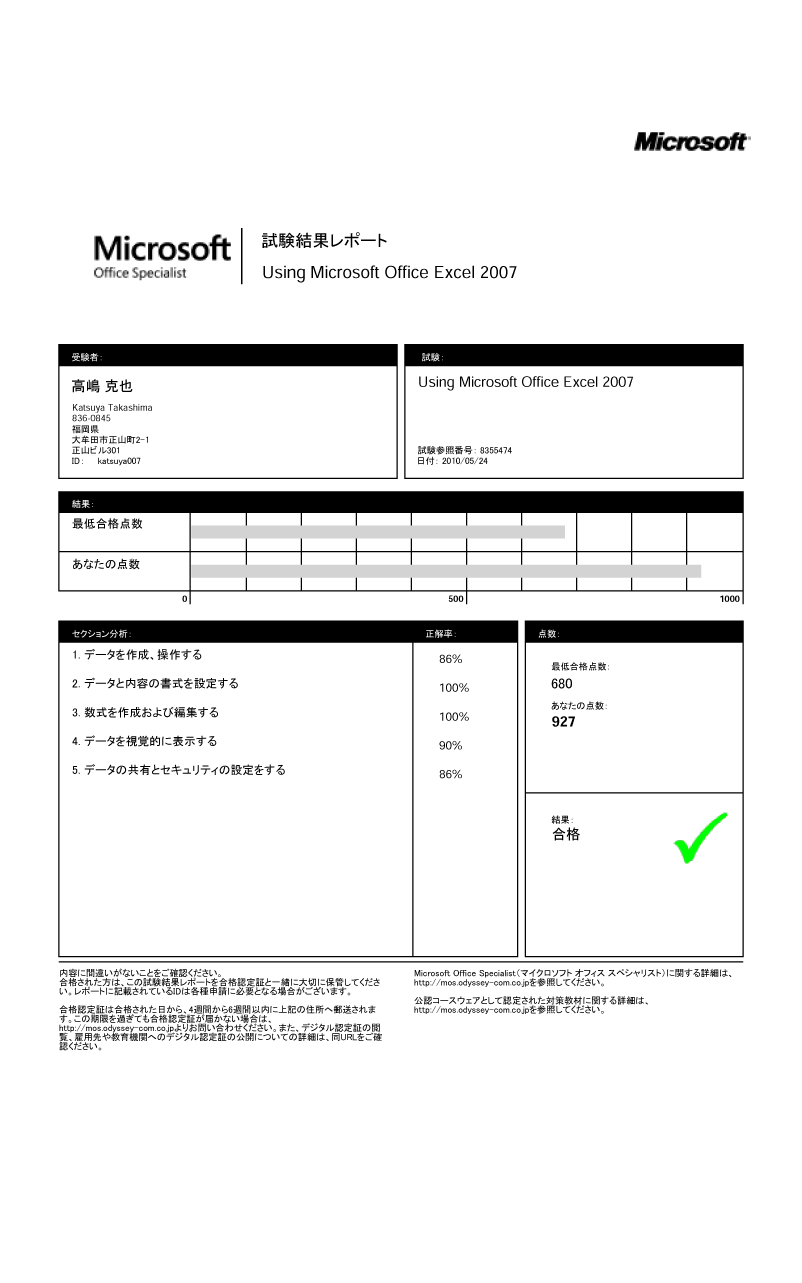 Microsoft
Microsoft
Office Specialist
試験結果レポート
Using Microsoft Office Excel 2007
受験者:
高嶋 克也
Katsuya Takashima
836-0845
福岡県
大牟田市正山町2-1
正山ビル301
ID: katsuya007
試験:
Using Microsoft Office Excel 2007
試験参照番号: 8355474
日付: 2010/05/24
結果:
最低合格点数
あなたの点数
0 500 1000
セクション分析: 正解率:
1. データを作成、操作する 86%
2. データと内容の書式を設定する 100%
3. 数式を作成および編集する 100%
4. データを視覚的に表示する 90%
5. データの共有とセキュリティの設定をする 86%
点数:
最低合格点数:
680
あなたの点数:
927
結果:
合格
内容に間違いがないことをご確認ください。
合格された方は、この試験結果レポートを合格認定証と一緒に大切に保管してくださ
い。レポートに記載されているIDは各種申請に必要となる場合がございます。
合格認定証は合格された日から、4週間から6週間以内に上記の住所へ郵送されま
す。この期限を過ぎても合格認定証が届かない場合は、
http://mos.odyssey-com.co.jpよりお問い合わせください。また、デジタル認定証の閲
覧、雇用先や教育機関へのデジタル認定証の公開についての詳細は、同URLをご確
認ください。
Microsoft Office Specialist(マイクロソフト オフィス スペシャリスト)に関する詳細は、
http://mos.odyssey-com.co.jpを参照してください。
公認コースウェアとして認定された対策教材に関する詳細は、
http://mos.odyssey-com.co.jpを参照してください。